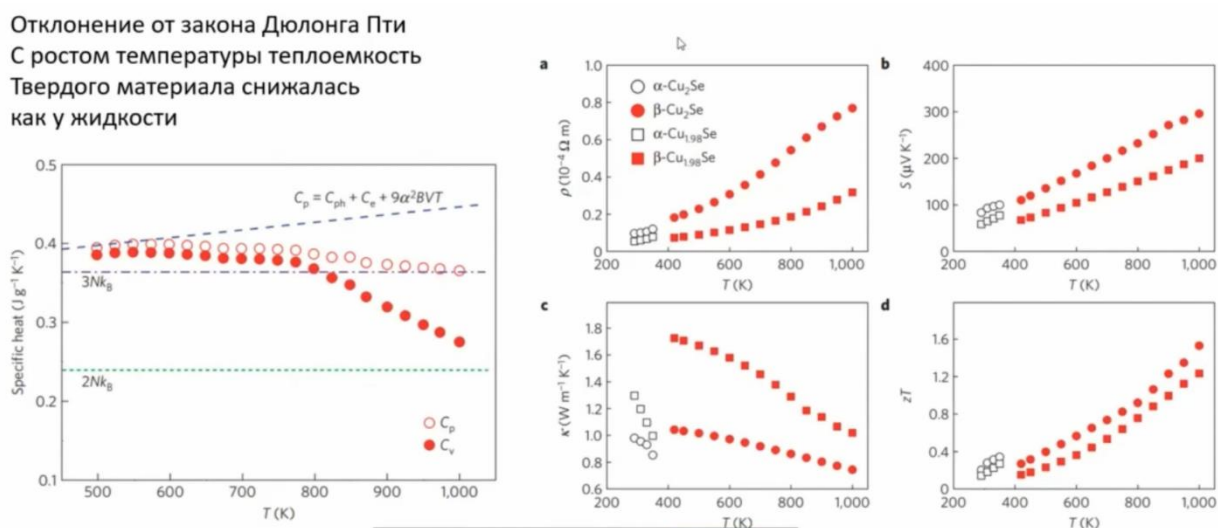 Отклонение от закона Дюлонга Пти
С ростом температуры теплоемкость
Твердого материала снижалась
как у жидкости
0.5
0.4
0.3
0.2
0.1
Specific heat (J g⁻¹ K⁻¹)
Cₚ = Cₚₕ + Cₑ + 9α²BVT
3Nk_B
2Nk_B
Cₚ
Cᵥ
500 600 700 800 900 1,000
T (K)
a
1.0
0.8
0.6
0.4
0.2
0
ρ (10⁻⁴ Ω m)
α-Cu₂Se
β-Cu₂Se
α-Cu₁.₉₈Se
β-Cu₁.₉₈Se
200 400 600 800 1,000
T (K)
b
400
300
200
100
0
S (μV K⁻¹)
200 400 600 800 1,000
T (K)
c
1.8
1.6
1.4
1.2
1.0
0.8
0.6
κ (W m⁻¹ K⁻¹)
200 400 600 800 1,000
T (K)
d
1.6
1.2
0.8
0.4
0
zT
200 400 600 800 1,000
T (K)